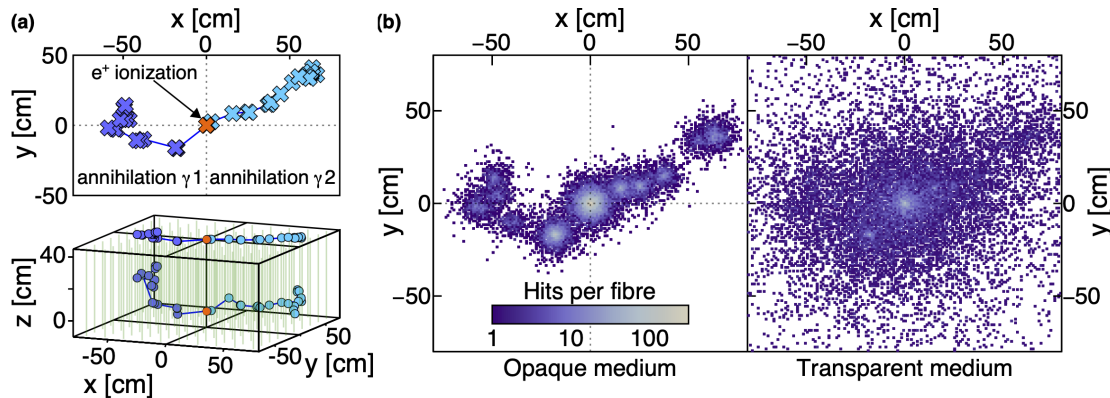 (a)
x [cm]
−50 0 50
50
0
-50
y [cm]
e⁺ ionization
annihilation γ1
annihilation γ2
40
0
z [cm]
−50 0 50
x [cm]
-50 0 50
y [cm]
(b)
x [cm]
−50 0 50
50
0
−50
y [cm]
Hits per fibre
1 10 100
Opaque medium
x [cm]
−50 0 50
50
0
−50
y [cm]
Transparent medium